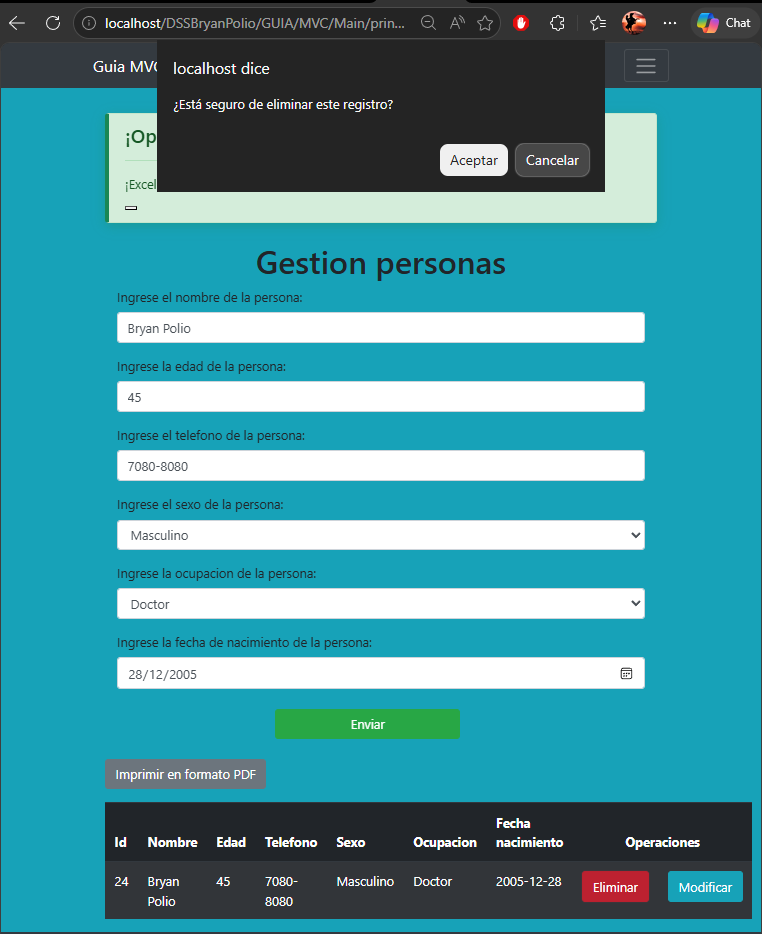 localhost/DSSBryanPolio/GUIA/MVC/Main/prin...
Chat
Guia MVC
localhost dice
¿Está seguro de eliminar este registro?
Aceptar
Cancelar
¡Op
¡Excel
Gestion personas
Ingrese el nombre de la persona:
Bryan Polio
Ingrese la edad de la persona:
45
Ingrese el telefono de la persona:
7080-8080
Ingrese el sexo de la persona:
Masculino
Ingrese la ocupacion de la persona:
Doctor
Ingrese la fecha de nacimiento de la persona:
28/12/2005
Enviar
Imprimir en formato PDF
Id Nombre Edad Telefono Sexo Ocupacion Fecha nacimiento Operaciones
24 Bryan Polio 45 7080-8080 Masculino Doctor 2005-12-28 Eliminar Modificar